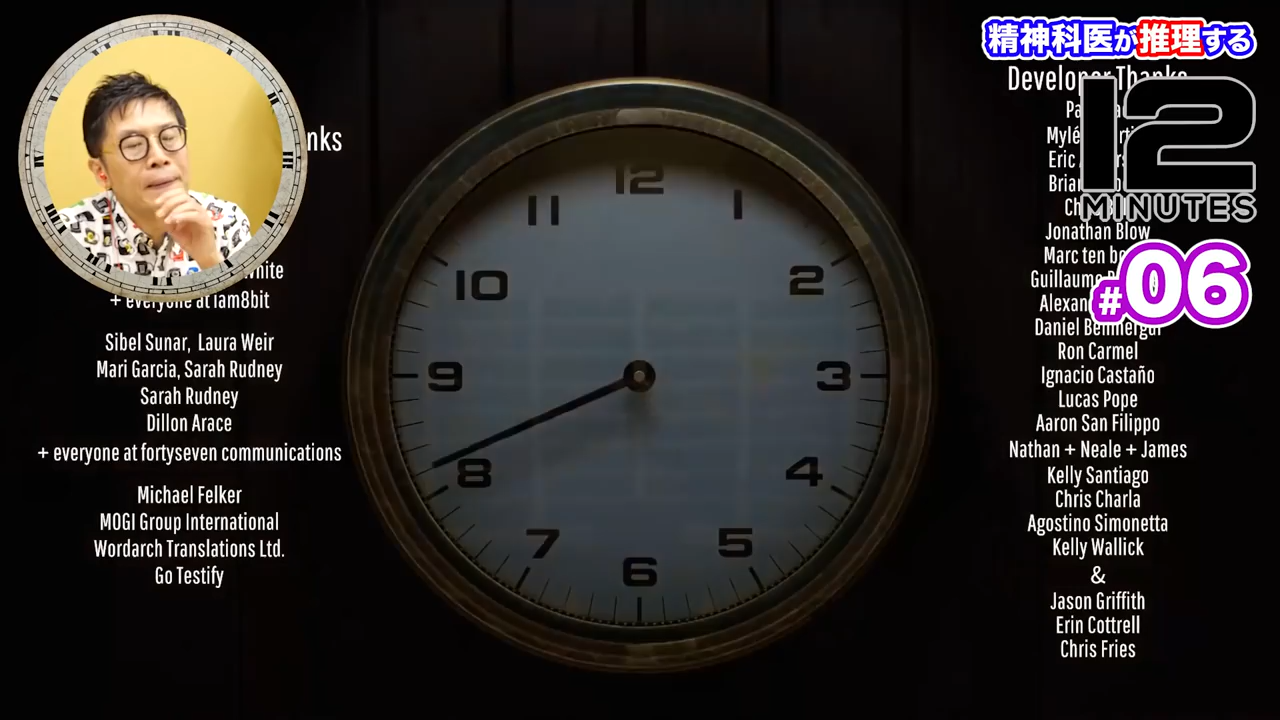 精神科医が推理する
12
MINUTES
#06
+ everyone at iam8bit
Sibel Sunar, Laura Weir
Mari Garcia, Sarah Rudney
Sarah Rudney
Dillon Arace
+ everyone at fortyseven communications
Michael Felker
MOGI Group International
Wordarch Translations Ltd.
Go Testify
12
1
2
3
4
5
6
7
8
9
10
11
Developer Thanks
Eric
Jonathan Blow
Marc ten
Guillaume
Daniel Benmergui
Ron Carmel
Ignacio Castaño
Lucas Pope
Aaron San Filippo
Nathan + Neale + James
Kelly Santiago
Chris Charla
Agostino Simonetta
Kelly Wallick
&
Jason Griffith
Erin Cottrell
Chris Fries